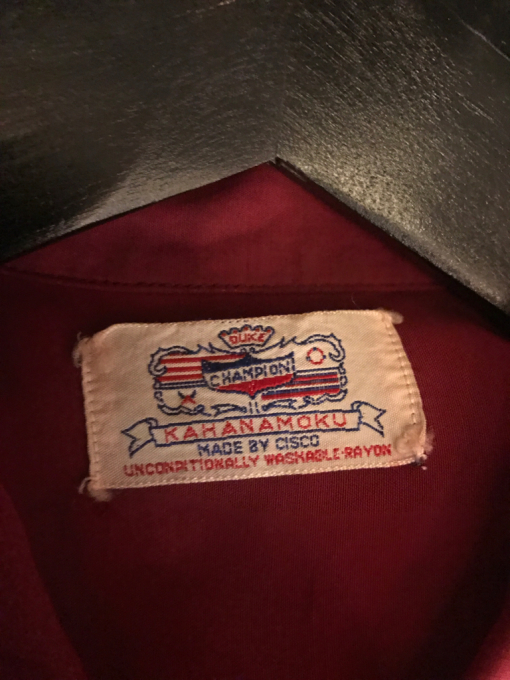 DUKE
CHAMPION
KAHANAMOKU
MADE BY CISCO
UNCONDITIONALLY WASHABLE-RAYON